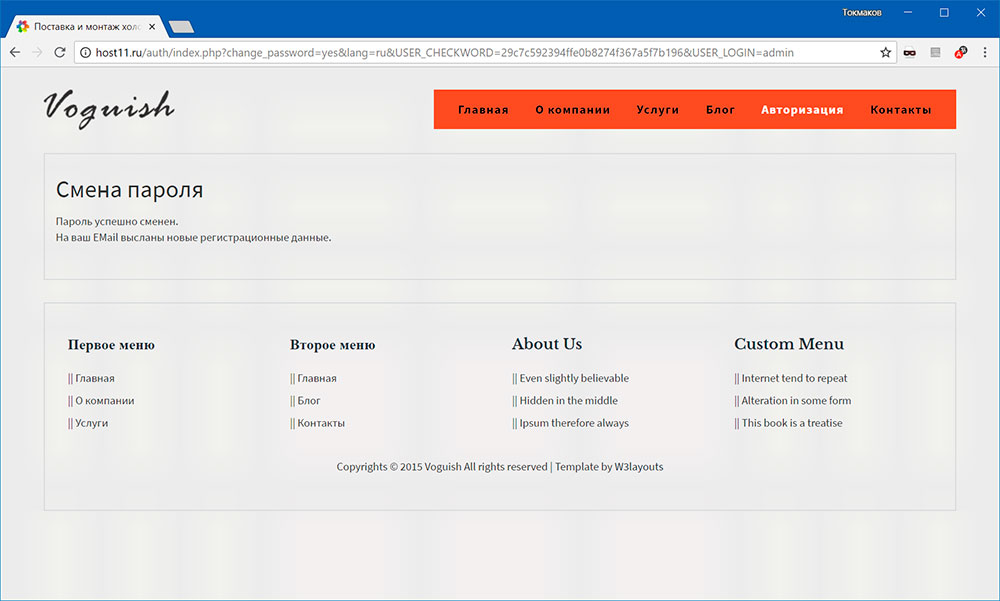 Токмаков
Поставка и монтаж холо
host11.ru/auth/index.php?change_password=yes&lang=ru&USER_CHECKWORD=29c7c592394ffe0b8274f367a5f7b196&USER_LOGIN=admin
Voguish
Главная О компании Услуги Блог Авторизация Контакты
Смена пароля
Пароль успешно сменен.
На ваш EMail высланы новые регистрационные данные.
Первое меню Второе меню About Us Custom Menu
|| Главная || Главная || Even slightly believable || Internet tend to repeat
|| О компании || Блог || Hidden in the middle || Alteration in some form
|| Услуги || Контакты || Ipsum therefore always || This book is a treatise
Copyrights © 2015 Voguish All rights reserved | Template by W3layouts